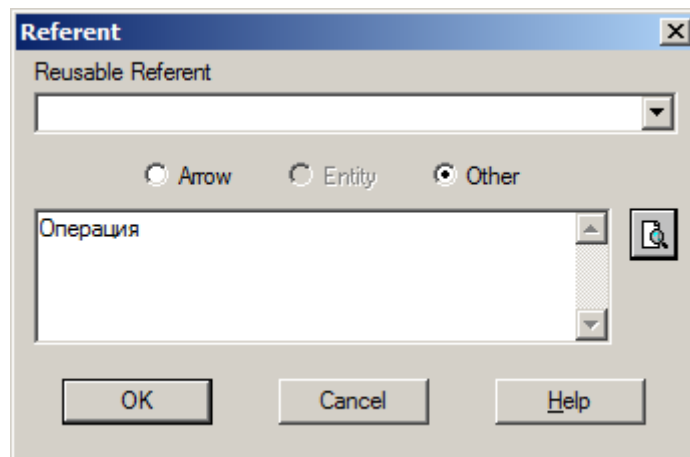 Referent
Reusable Referent
Arrow Entity Other
Операция
OK Cancel Help